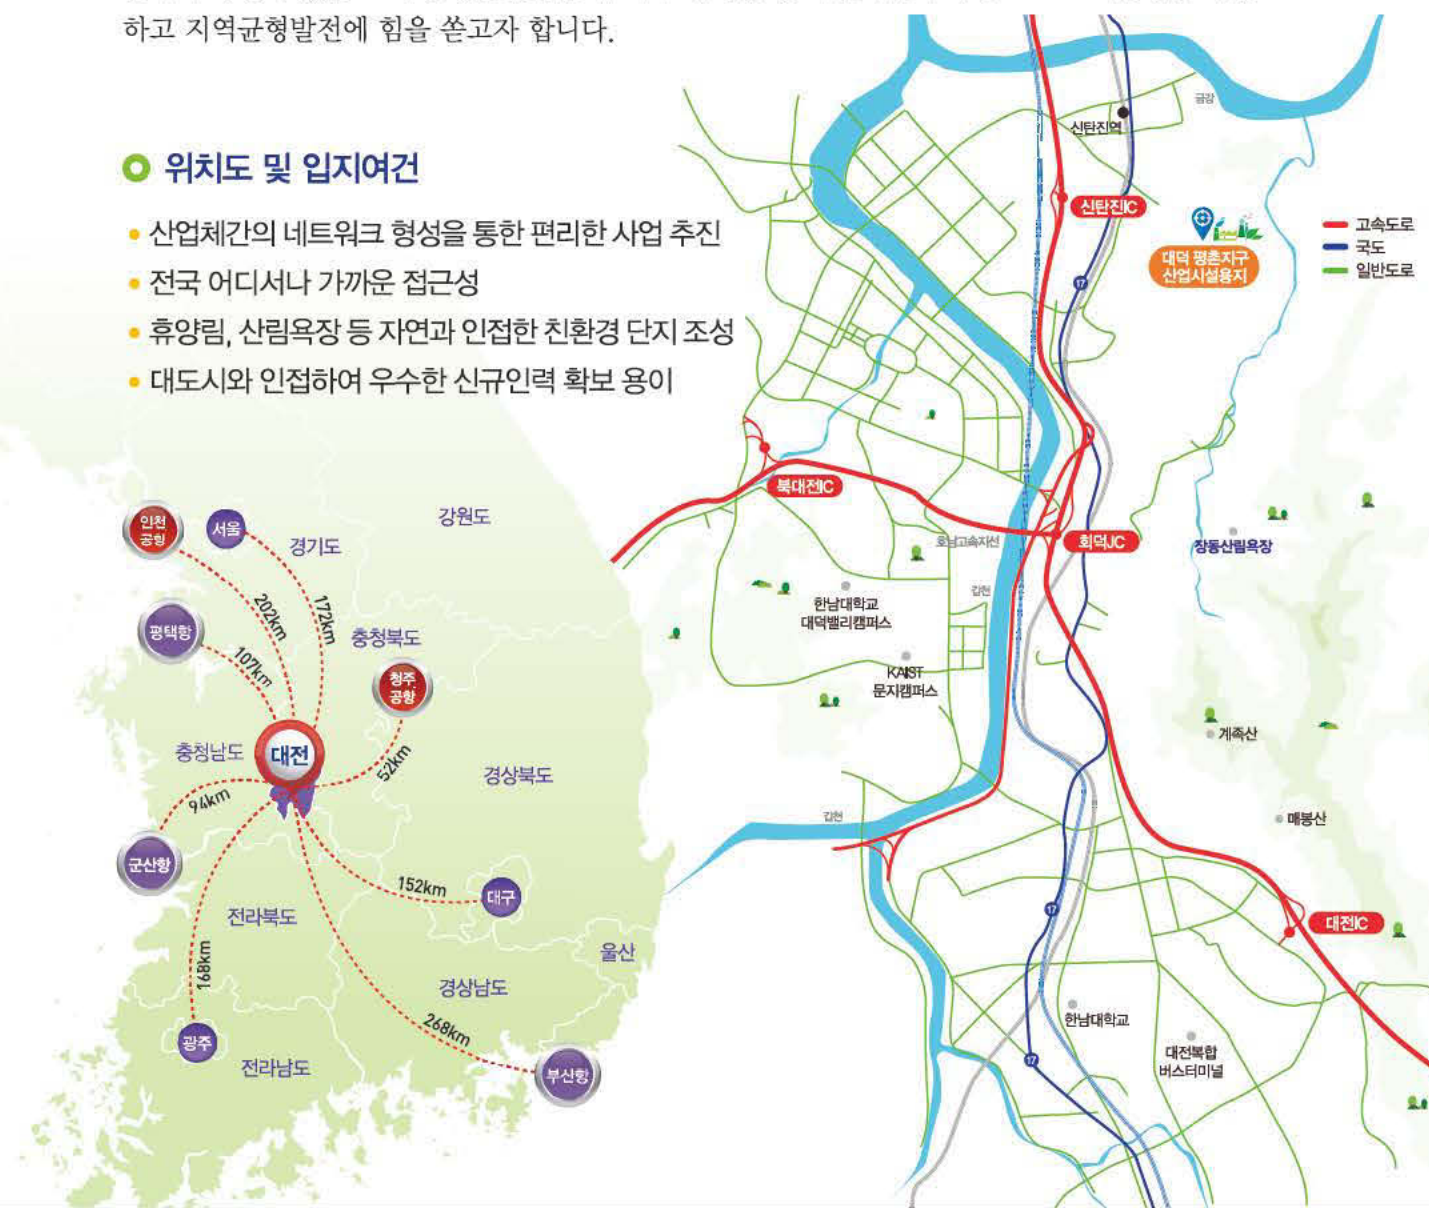 하고 지역균형발전에 힘을 쏟고자 합니다.
위치도 및 입지여건
• 산업체간의 네트워크 형성을 통한 편리한 사업 추진
• 전국 어디서나 가까운 접근성
• 휴양림, 산림욕장 등 자연과 인접한 친환경 단지 조성
• 대도시와 인접하여 우수한 신규인력 확보 용이
인천
공항
서울
경기도
강원도
202km
172km
평택항
107km
충청북도
청주
공항
충청남도
대전
52km
경상북도
94km
군산항
152km
대구
전라북도
168km
울산
경상남도
268km
광주
전라남도
부산항
금강
신탄진역
신탄진IC
17
대덕 평촌지구
산업시설용지
고속도로
국도
일반도로
북대전IC
호남고속지선
회덕JC
장동산림욕장
갑천
한남대학교
대덕밸리캠퍼스
KAIST
문지캠퍼스
계족산
갑천
매봉산
17
대전IC
한남대학교
대전복합
버스터미널
17